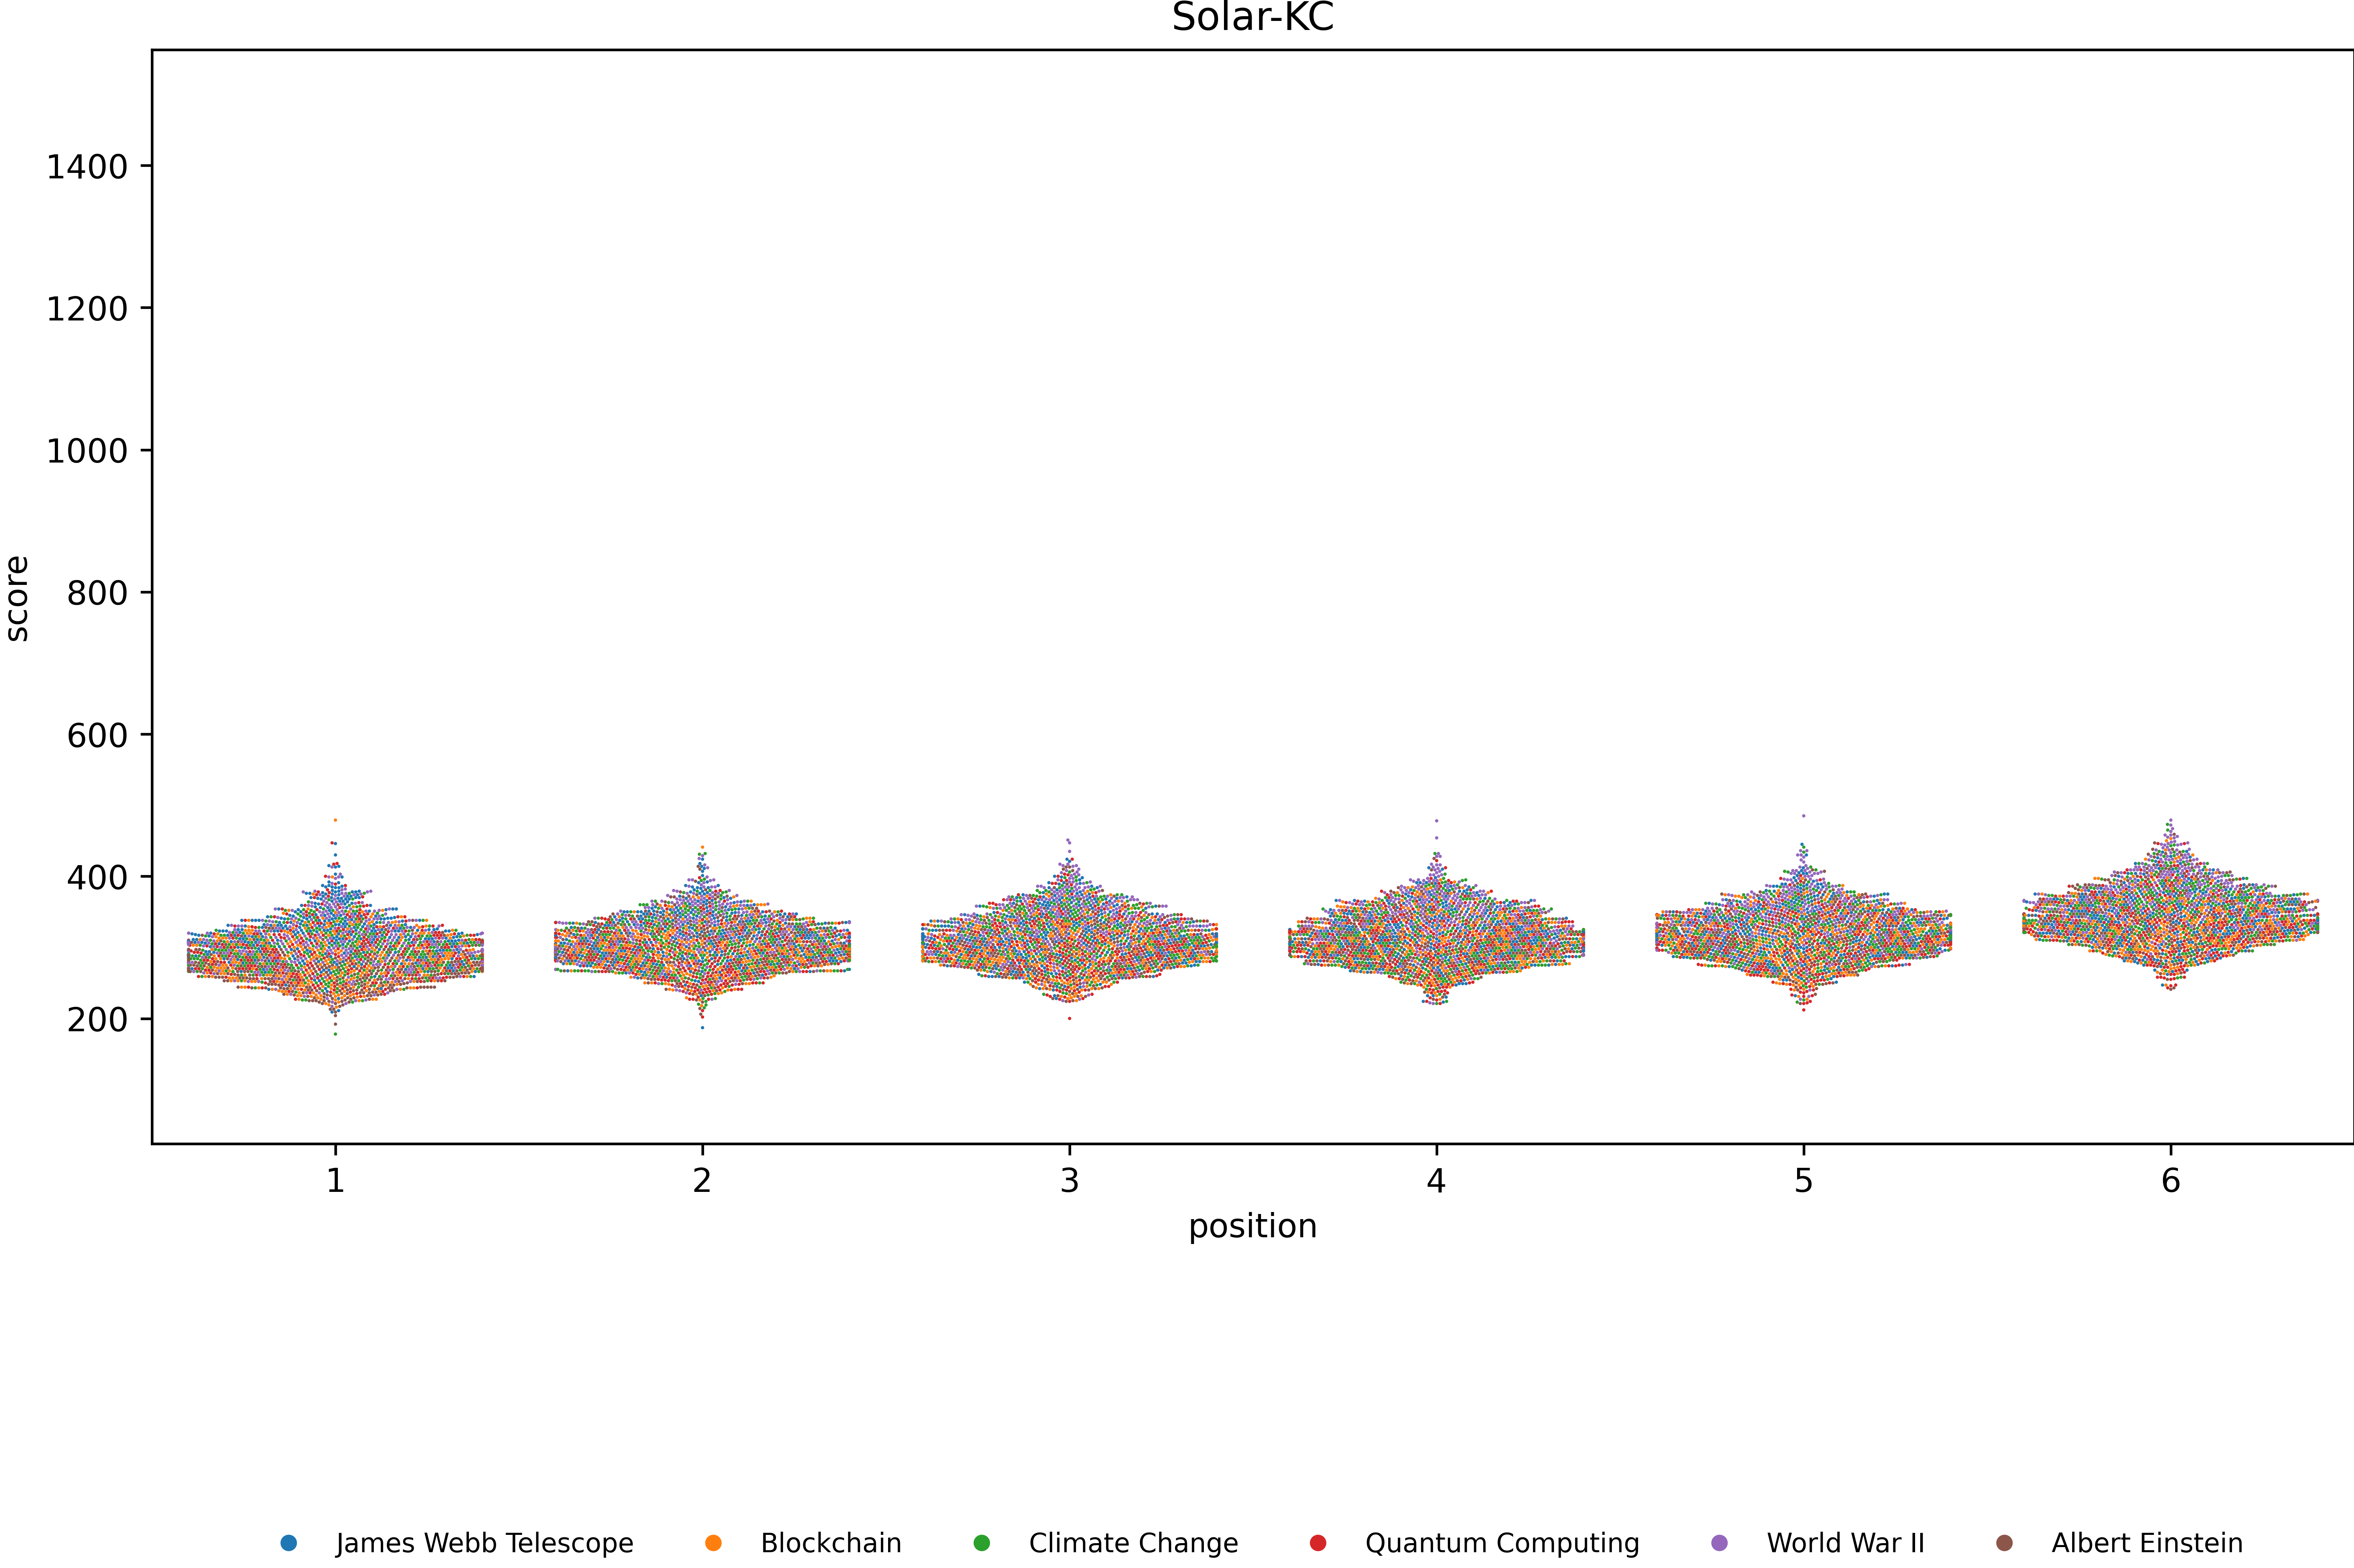 Solar-KC
1400
1200
1000
800
600
400
200
score
1 2 3 4 5 6
position
James Webb Telescope Blockchain Climate Change Quantum Computing World War II Albert Einstein